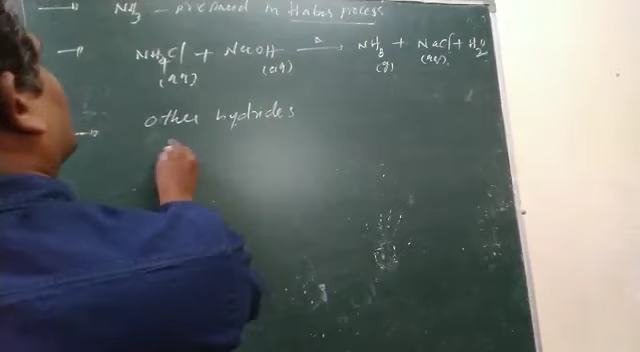 → NH3 - prepared in Haber process
→ NH4Cl + NaOH —Δ→ NH3 + NaCl + H2O
(aq) (aq) (g) (aq)
→ Other hydrides